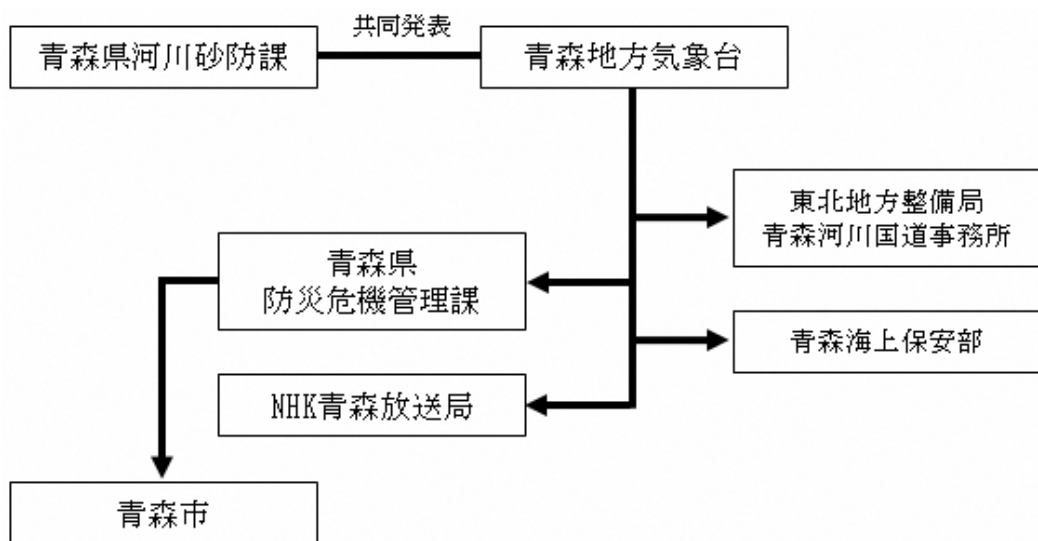 共同発表
青森県河川砂防課
青森地方気象台
東北地方整備局
青森河川国道事務所
青森県
防災危機管理課
青森海上保安部
NHK青森放送局
青森市